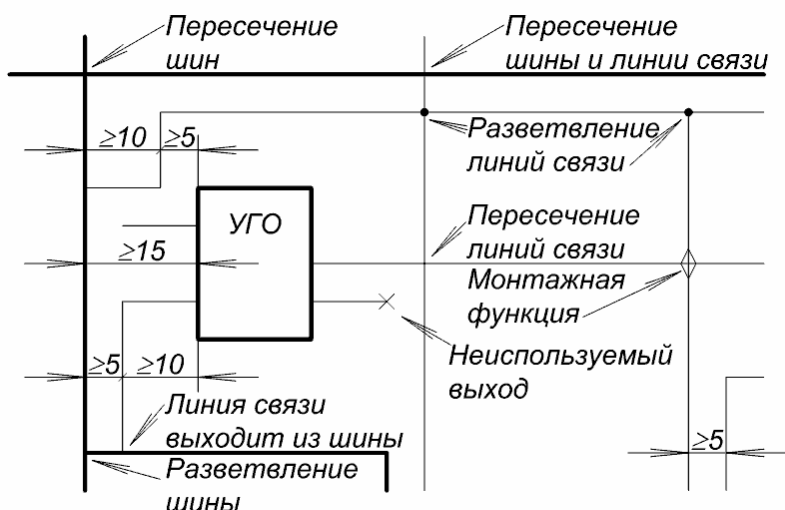 Пересечение
шин
Пересечение
шины и линии связи
≥10
≥5
Разветвление
линий связи
УГО
Пересечение
линий связи
≥15
Монтажная
функция
Неиспользуемый
выход
≥5
≥10
Линия связи
выходит из шины
≥5
Разветвление
шины